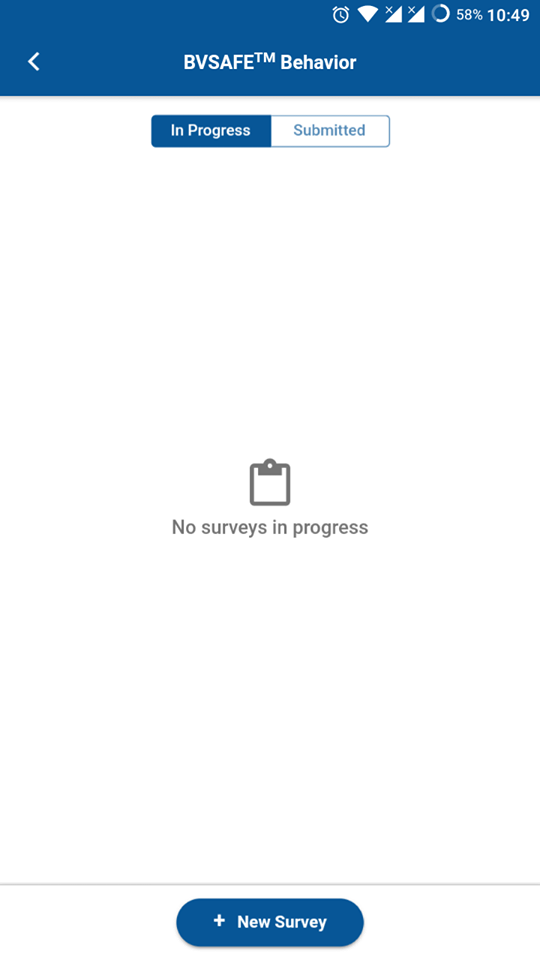 58% 10:49
BVSAFE™ Behavior
In Progress Submitted
No surveys in progress
+ New Survey